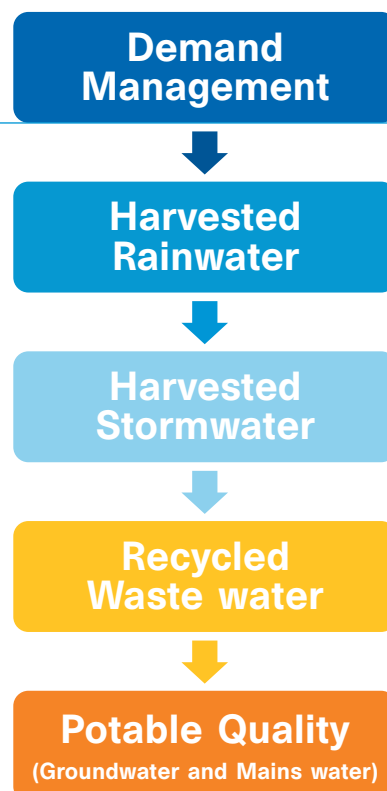 Demand
Management
Harvested
Rainwater
Harvested
Stormwater
Recycled
Waste water
Potable Quality
(Groundwater and Mains water)